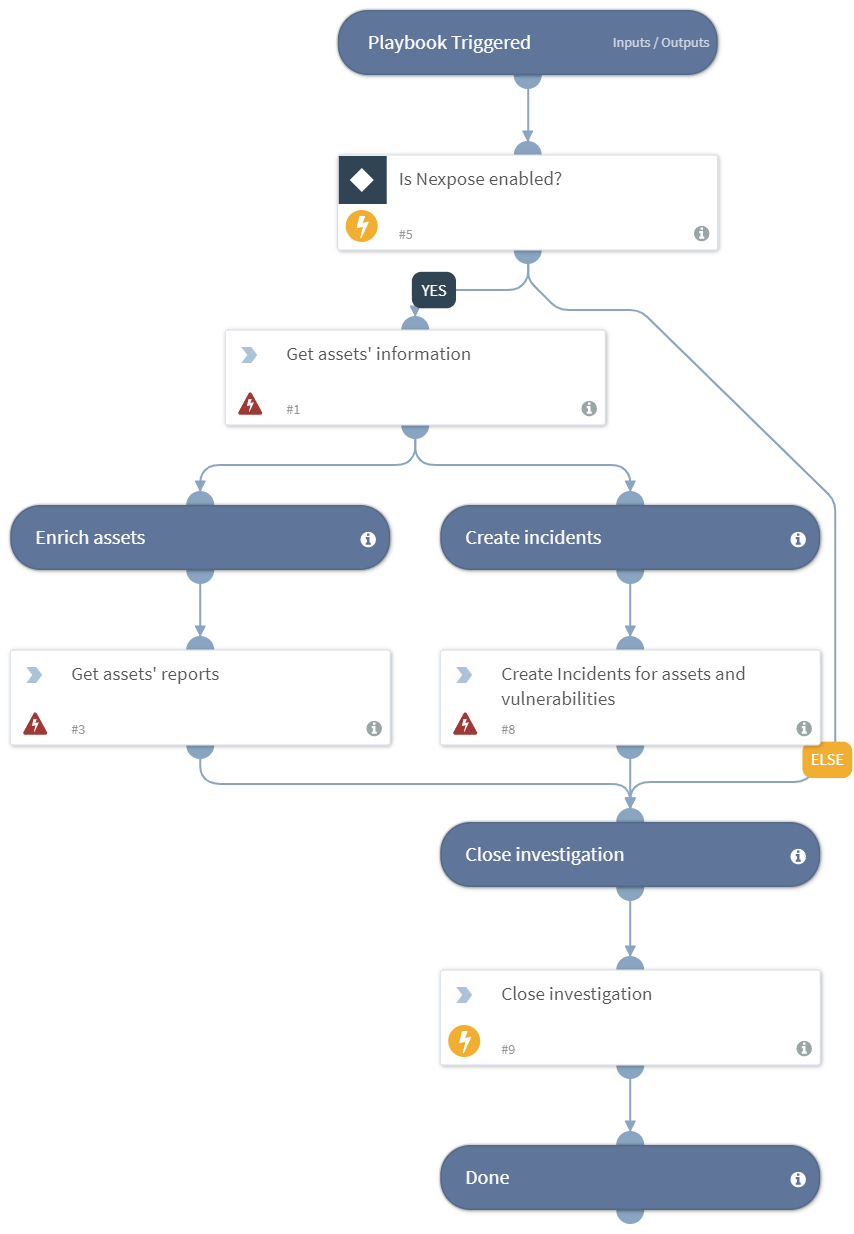 Playbook Triggered
Inputs / Outputs
Is Nexpose enabled?
#5
YES
Get assets' information
#1
Enrich assets
Create incidents
Get assets' reports
#3
Create Incidents for assets and
vulnerabilities
#8
ELSE
Close investigation
Close investigation
#9
Done